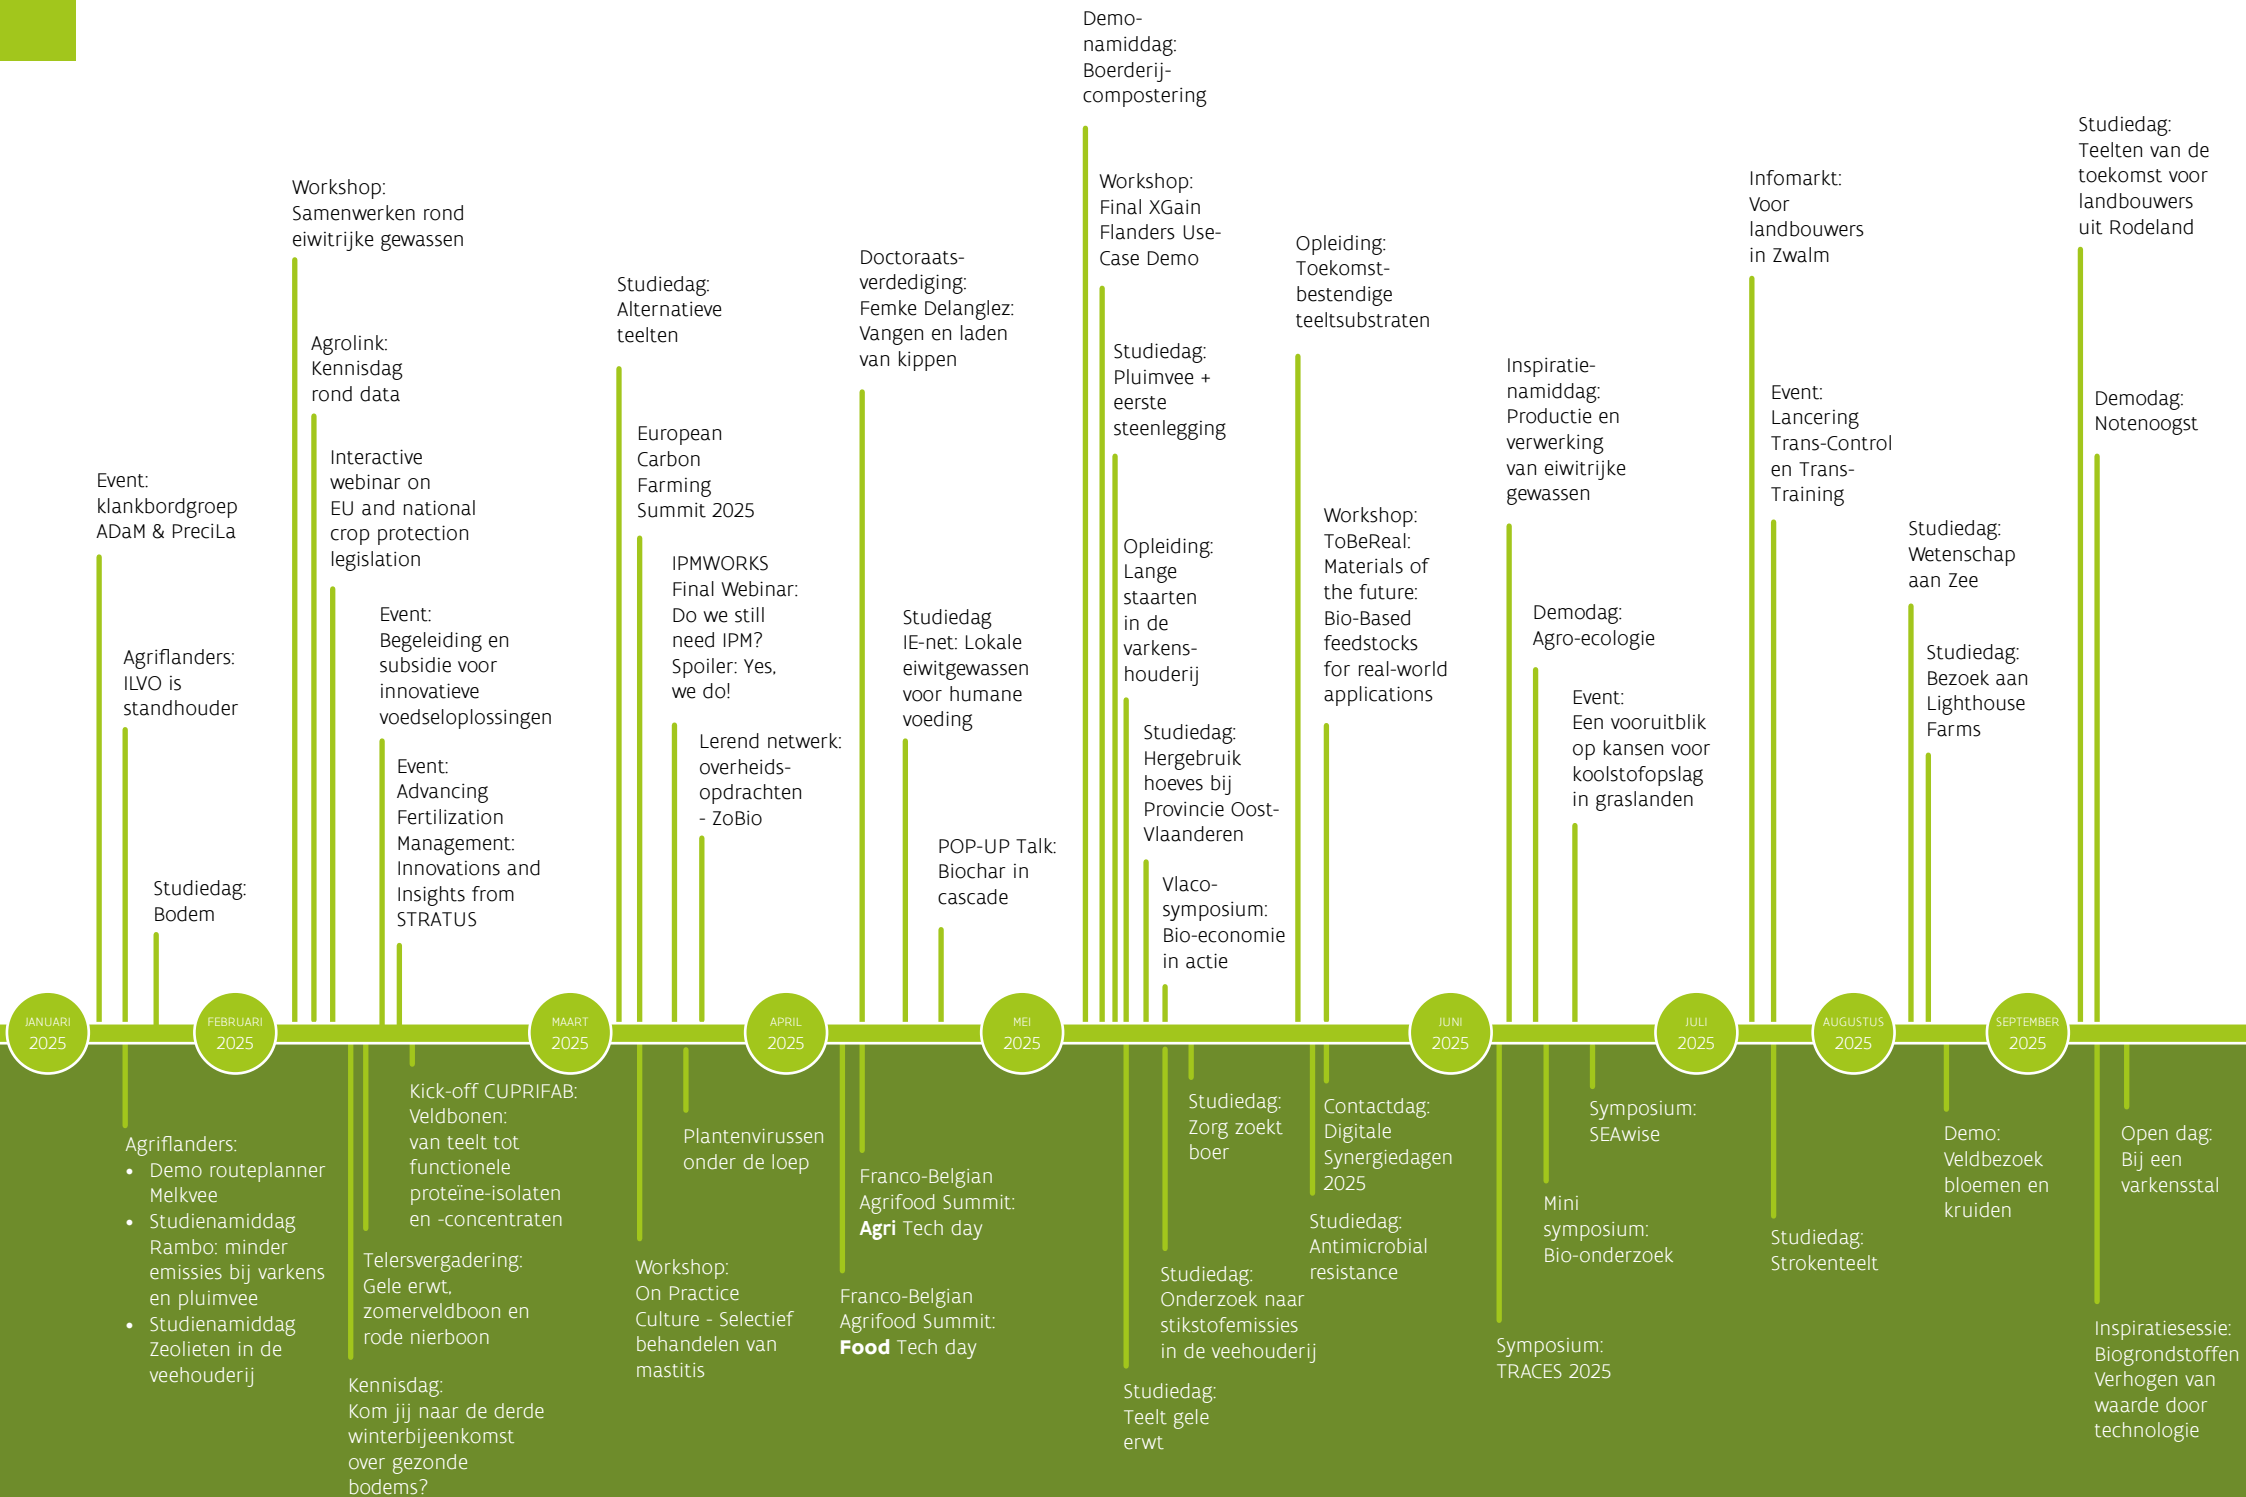 Demo-
namiddag:
Boerderij-
compostering
Studiedag:
Teelten van de
toekomst voor
landbouwers
uit Rodeland
Workshop:
Samenwerken rond
eiwitrijke gewassen
Workshop:
Final XGain
Flanders Use-
Case Demo
Infomarkt:
Voor
landbouwers
in Zwalm
Doctoraats-
verdediging:
Femke Delanglez:
Vangen en laden
van kippen
Opleiding:
Toekomst-
bestendige
teeltsubstraten
Studiedag:
Alternatieve
teelten
Agrolink:
Kennisdag
rond data
Studiedag:
Pluimvee +
eerste
steenlegging
Inspiratie-
namiddag:
Productie en
verwerking
van eiwitrijke
gewassen
Event:
Lancering
Trans-Control
en Trans-
Training
Demodag:
Notenoogst
European
Carbon
Farming
Summit 2025
Interactive
webinar on
EU and national
crop protection
legislation
Event:
klankbordgroep
ADaM & PreciLa
Workshop:
ToBeReal:
Materials of
the future:
Bio-Based
feedstocks
for real-world
applications
Studiedag:
Wetenschap
aan Zee
Opleiding:
Lange
staarten
in de
varkens-
houderij
IPMWORKS
Final Webinar:
Do we still
need IPM?
Spoiler: Yes,
we do!
Event:
Begeleiding en
subsidie voor
innovatieve
voedseloplossingen
Studiedag
IE-net: Lokale
eiwitgewassen
voor humane
voeding
Demodag:
Agro-ecologie
Agriflanders:
ILVO is
standhouder
Studiedag:
Bezoek aan
Lighthouse
Farms
Event:
Een vooruitblik
op kansen voor
koolstofopslag
in graslanden
Studiedag:
Hergebruik
hoeves bij
Provincie Oost-
Vlaanderen
Lerend netwerk:
overheids-
opdrachten
- ZoBio
Event:
Advancing
Fertilization
Management:
Innovations and
Insights from
STRATUS
POP-UP Talk:
Biochar in
cascade
Studiedag:
Bodem
Vlaco-
symposium:
Bio-economie
in actie
JANUARI
2025
FEBRUARI
2025
MAART
2025
APRIL
2025
MEI
2025
JUNI
2025
JULI
2025
AUGUSTUS
2025
SEPTEMBER
2025
Agriflanders:
• Demo routeplanner
Melkvee
• Studienamiddag
Rambo: minder
emissies bij varkens
en pluimvee
• Studienamiddag
Zeolieten in de
veehouderij
Kick-off CUPRIFAB:
Veldbonen:
van teelt tot
functionele
proteïne-isolaten
en -concentraten
Telersvergadering:
Gele erwt,
zomerveldboon en
rode nierboon
Kennisdag:
Kom jij naar de derde
winterbijeenkomst
over gezonde
bodems?
Plantenvirussen
onder de loep
Workshop:
On Practice
Culture - Selectief
behandelen van
mastitis
Franco-Belgian
Agrifood Summit:
Agri Tech day
Franco-Belgian
Agrifood Summit:
Food Tech day
Studiedag:
Zorg zoekt
boer
Studiedag:
Onderzoek naar
stikstofemissies
in de veehouderij
Studiedag:
Teelt gele
erwt
Contactdag:
Digitale
Synergiedagen
2025
Studiedag:
Antimicrobial
resistance
Symposium:
SEAwise
Mini
symposium:
Bio-onderzoek
Symposium:
TRACES 2025
Studiedag:
Strokenteelt
Demo:
Veldbezoek
bloemen en
kruiden
Open dag:
Bij een
varkensstal
Inspiratiesessie:
Biogrondstoffen
Verhogen van
waarde door
technologie